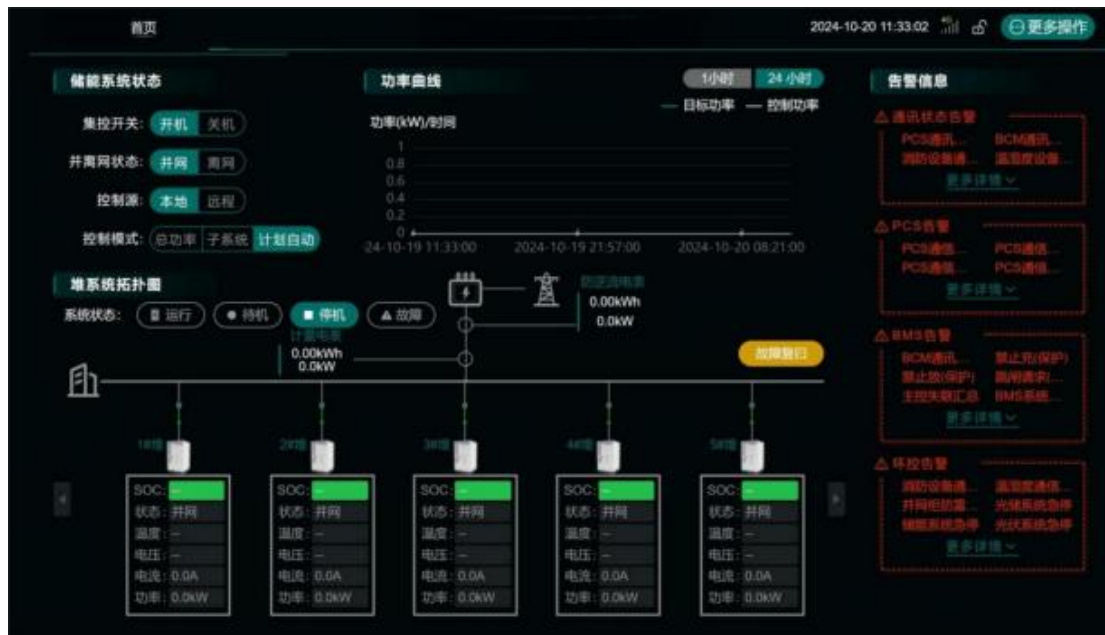 首页
2024-10-20 11:33:02
更多操作
储能系统状态
集控开关: 开机 关机
并离网状态: 并网 离网
控制源: 本地 远程
控制模式: 总功率 子系统 计划自动
功率曲线
1小时 24 小时
目标功率 控制功率
功率(kW)/时间
1
0.8
0.6
0.4
0.2
0
24-10-19 11:33:00 2024-10-19 21:57:00 2024-10-20 08:21:00
堆系统拓扑图
系统状态: 运行 待机 停机 故障
防逆流电表
0.00kWh
0.0kW
计量电表
0.00kWh
0.0kW
故障复归
1#堆 2#堆 3#堆 4#堆 5#堆
SOC: -- SOC: -- SOC: -- SOC: -- SOC: --
状态: 并网 状态: 并网 状态: 并网 状态: 并网 状态: 并网
温度: -- 温度: -- 温度: -- 温度: -- 温度: --
电压: -- 电压: -- 电压: -- 电压: -- 电压: --
电流: 0.0A 电流: 0.0A 电流: 0.0A 电流: 0.0A 电流: 0.0A
功率: 0.0kW 功率: 0.0kW 功率: 0.0kW 功率: 0.0kW 功率: 0.0kW
告警信息
通讯状态告警
PCS通讯... BCM通讯...
消防设备通... 温湿度设备...
更多详情
PCS告警
PCS通信... PCS通信...
PCS通信... PCS通信...
更多详情
BMS告警
BCM通讯... 禁止充(保护)
禁止放(保护) 跳闸请求(...
主控失联汇总 BMS系统...
更多详情
环控告警
消防设备通... 温湿度通信...
并网柜防雷... 光储系统急停
储能系统急停 光伏系统急停
更多详情